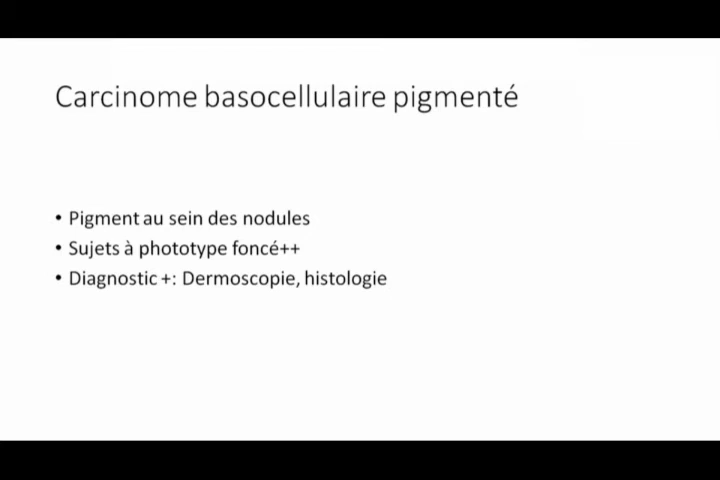 Carcinome basocellulaire pigmenté
• Pigment au sein des nodules
• Sujets à phototype foncé++
• Diagnostic +: Dermoscopie, histologie